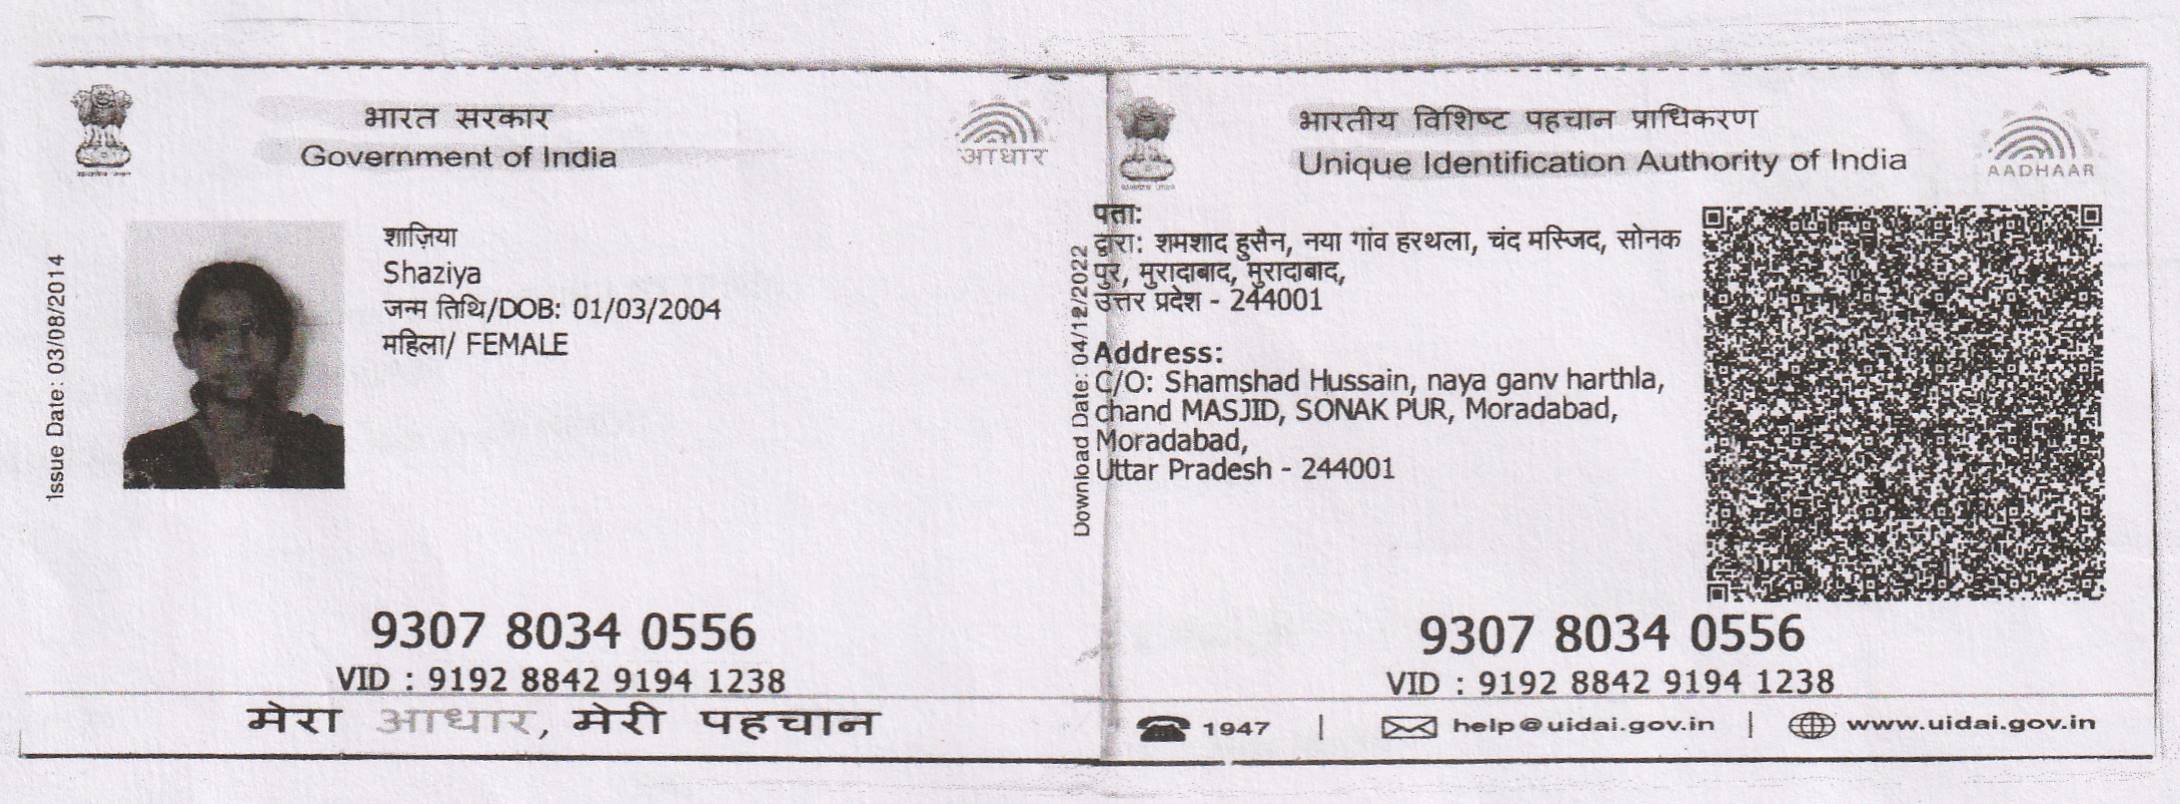 भारत सरकार
Government of India
आधार
Issue Date: 03/08/2014
शाज़िया
Shaziya
जन्म तिथि/DOB: 01/03/2004
महिला/ FEMALE
9307 8034 0556
VID : 9192 8842 9194 1238
मेरा आधार, मेरी पहचान
भारतीय विशिष्ट पहचान प्राधिकरण
Unique Identification Authority of India
AADHAAR
Download Date: 04/12/2022
पता:
द्वारा: शमशाद हुसैन, नया गांव हरथला, चंद मस्जिद, सोनक
पुर, मुरादाबाद, मुरादाबाद,
उत्तर प्रदेश - 244001
Address:
C/O: Shamshad Hussain, naya ganv harthla,
chand MASJID, SONAK PUR, Moradabad,
Moradabad,
Uttar Pradesh - 244001
9307 8034 0556
VID : 9192 8842 9194 1238
1947 | help@uidai.gov.in | www.uidai.gov.in